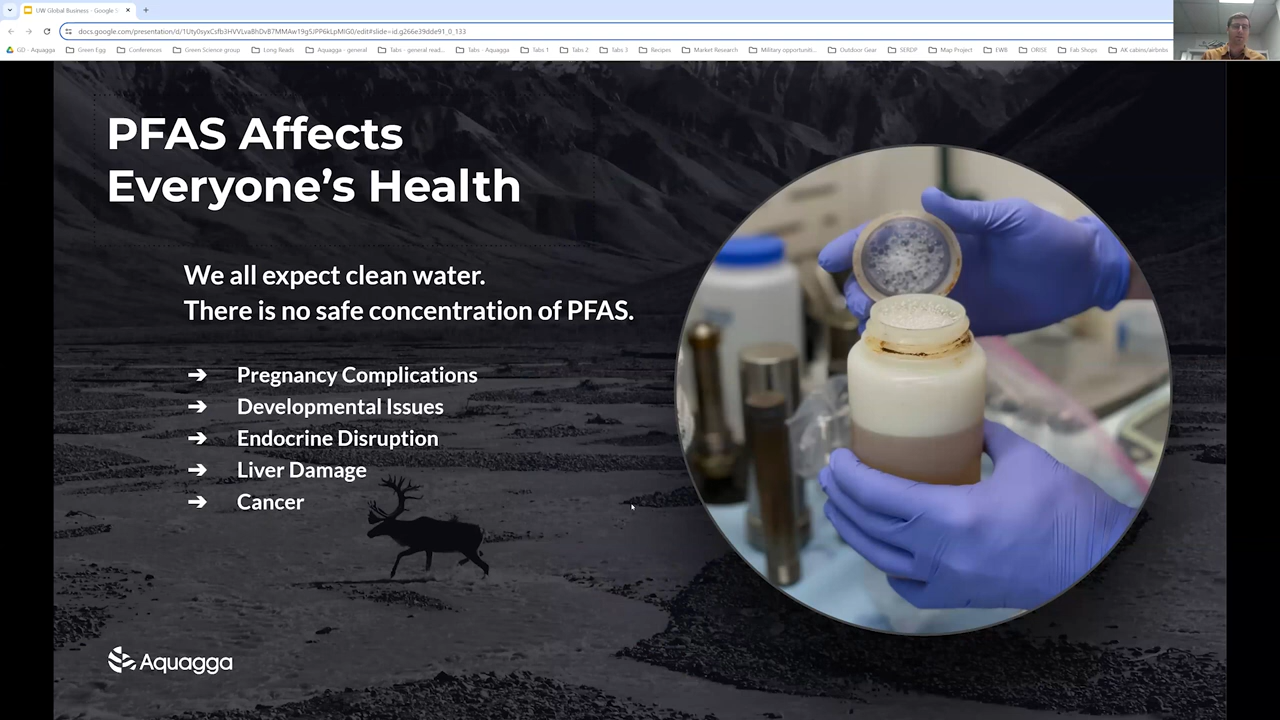 UW Global Business - Google S
docs.google.com/presentation/d/1Uty0syxCsfb3HVVLvaBhDvB7MMAw19g5JPP6kLpMIG0/edit#slide=id.g266e39dde91_0_133
GD - Aquagga
Green Egg
Conferences
Green Science group
Long Reads
Aquagga - general
Tabs - general read...
Tabs - Aquagga
Tabs 1
Tabs 2
Tabs 3
Recipes
Market Research
Military opportuniti...
Outdoor Gear
SERDP
Map Project
EWB
ORISE
Fab Shops
AK cabins/airbnbs
PFAS Affects
Everyone's Health
We all expect clean water.
There is no safe concentration of PFAS.
➔ Pregnancy Complications
➔ Developmental Issues
➔ Endocrine Disruption
➔ Liver Damage
➔ Cancer
Aquagga